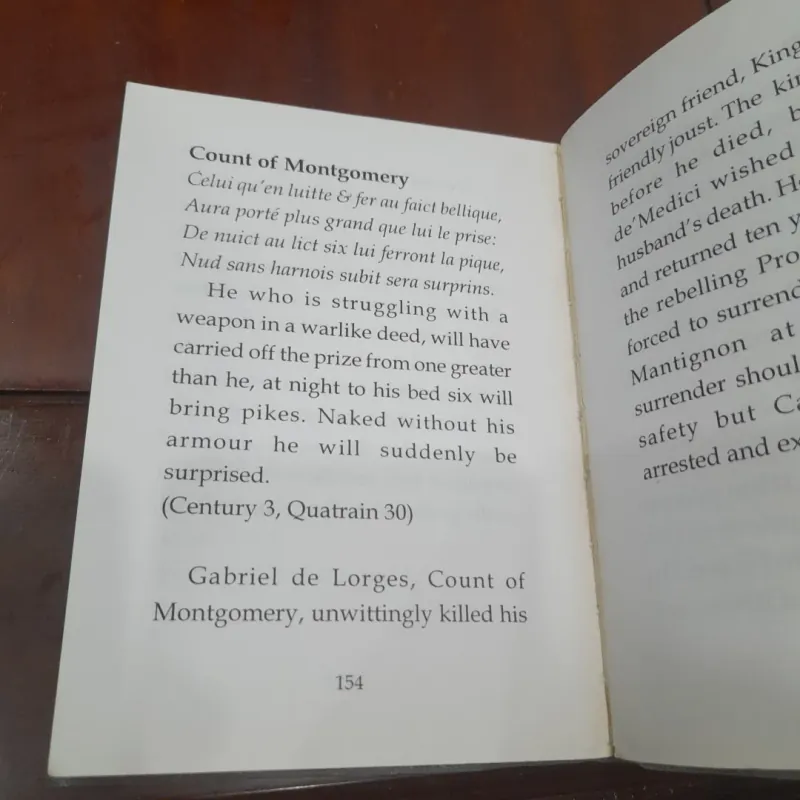 Count of Montgomery
Celui qu'en luitte & fer au faict bellique,
Aura porté plus grand que lui le prise:
De nuict au lict six lui ferront la pique,
Nud sans harnois subit sera surprins.
He who is struggling with a
weapon in a warlike deed, will have
carried off the prize from one greater
than he, at night to his bed six will
bring pikes. Naked without his
armour he will suddenly be
surprised.
(Century 3, Quatrain 30)
Gabriel de Lorges, Count of
Montgomery, unwittingly killed his
154
sovereign friend, King
friendly joust. The
before he died,
de'Medici wished
husband's death.
and returned ten
the rebelling
forced to
Mantignon at
surrender
safety but
arrested and